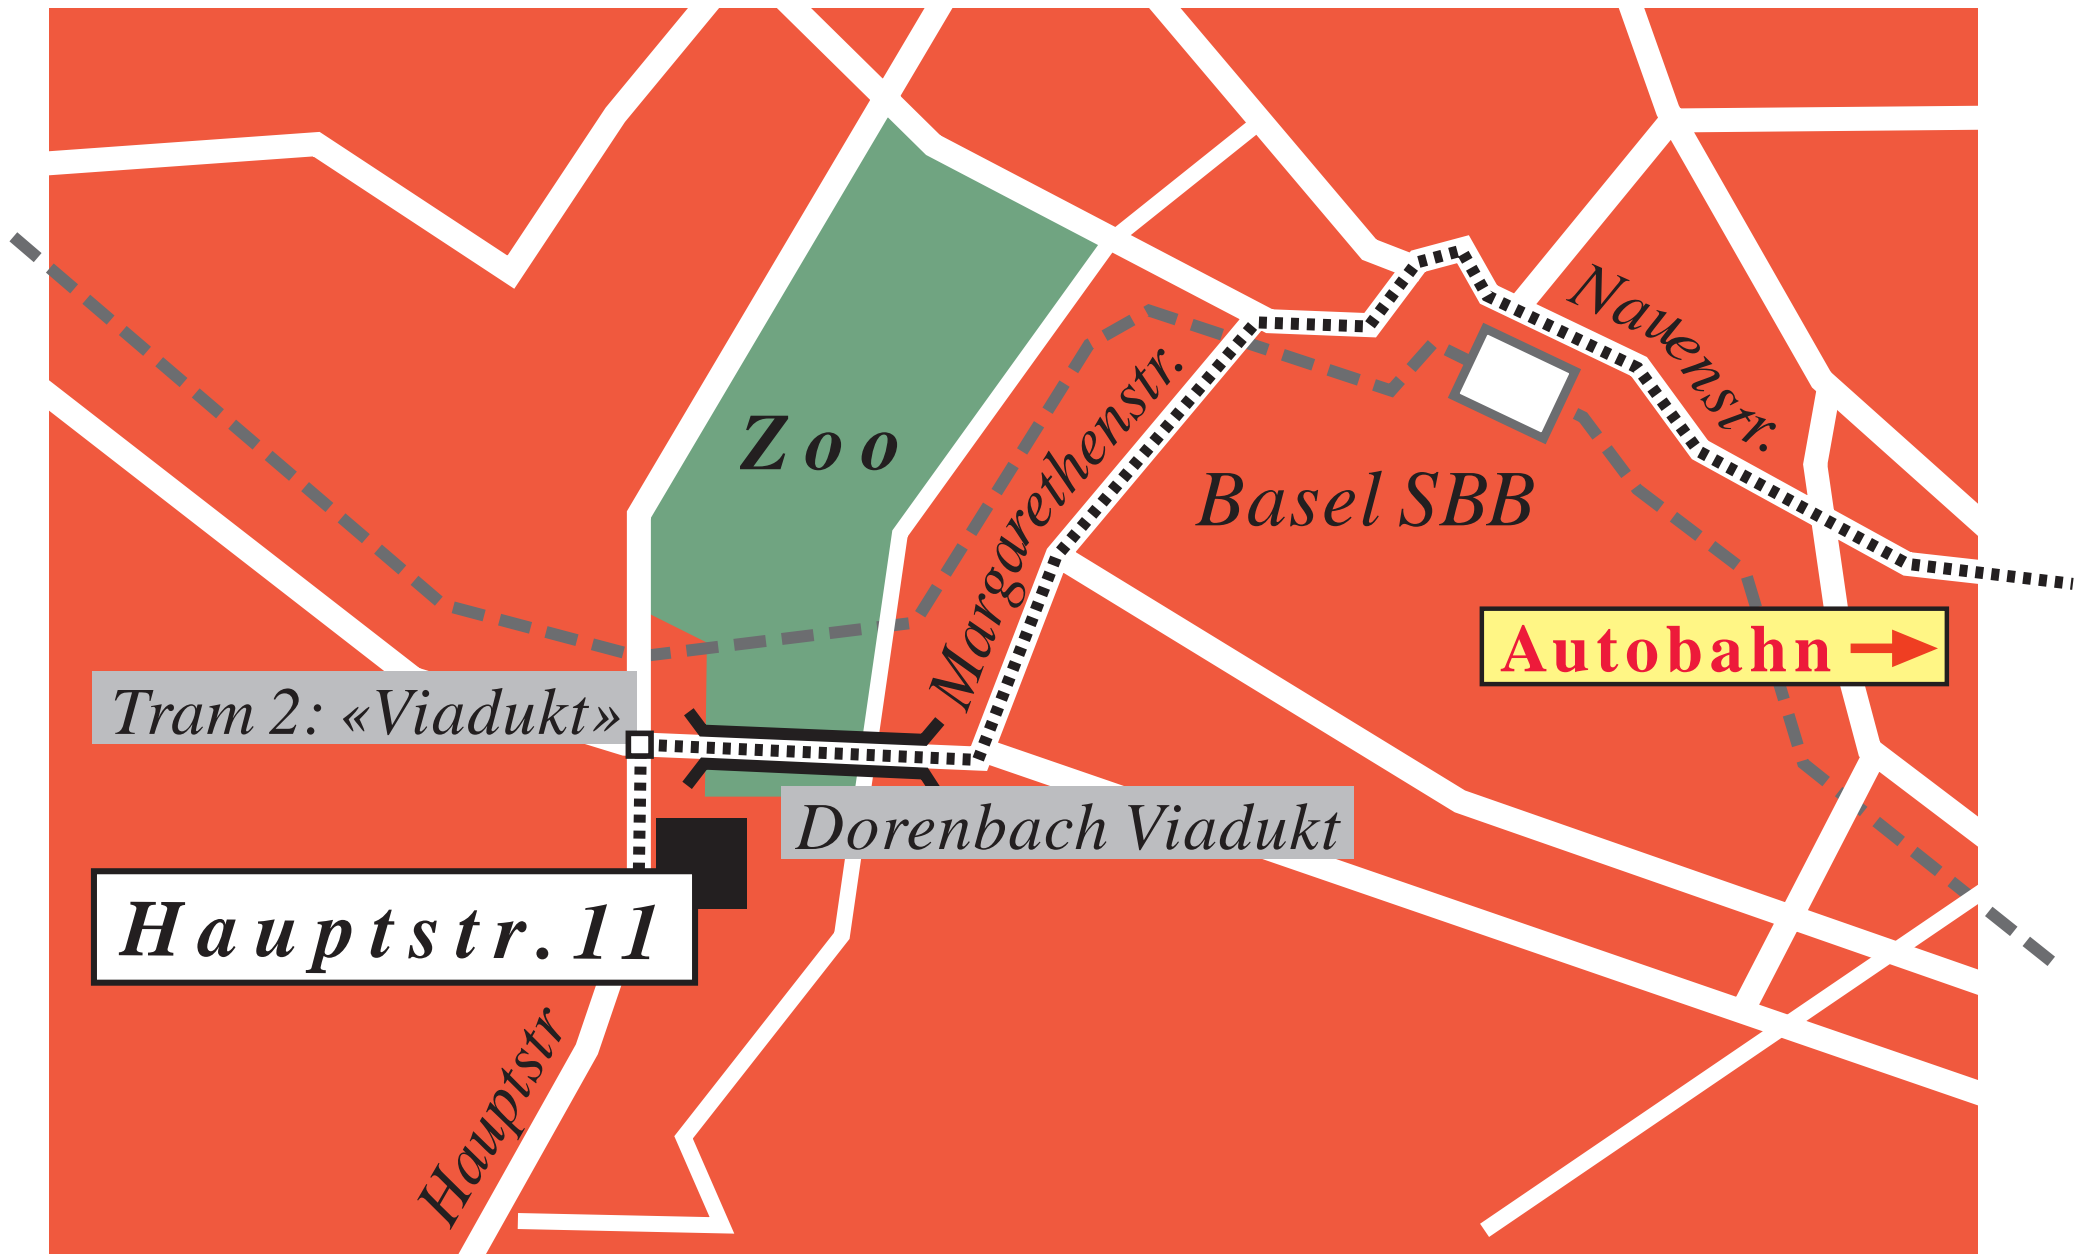 Nauenstr.
Zoo
Margarethenstr.
Basel SBB
Autobahn
Tram 2: «Viadukt»
Dorenbach Viadukt
Hauptstr. 11
Hauptstr